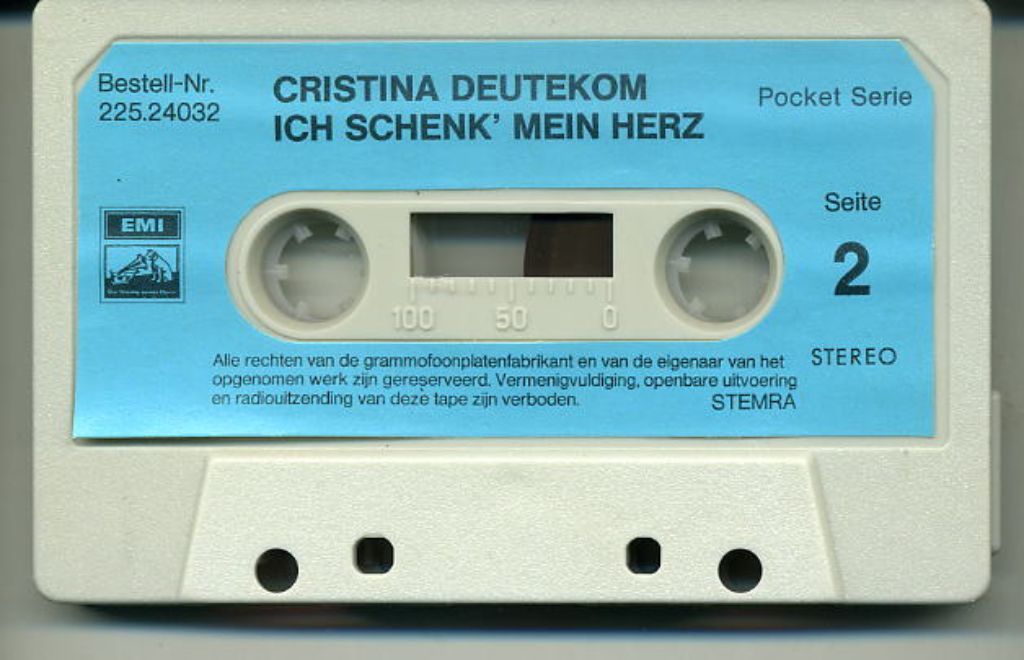 Bestell-Nr.
225.24032
CRISTINA DEUTEKOM
ICH SCHENK' MEIN HERZ
Pocket Serie
EMI
Seite
2
STEREO
100 50 0
Alle rechten van de grammofoonplatenfabrikant en van de eigenaar van het
opgenomen werk zijn gereserveerd. Vermenigvuldiging, openbare uitvoering
en radiouitzending van deze tape zijn verboden.
STEMRA